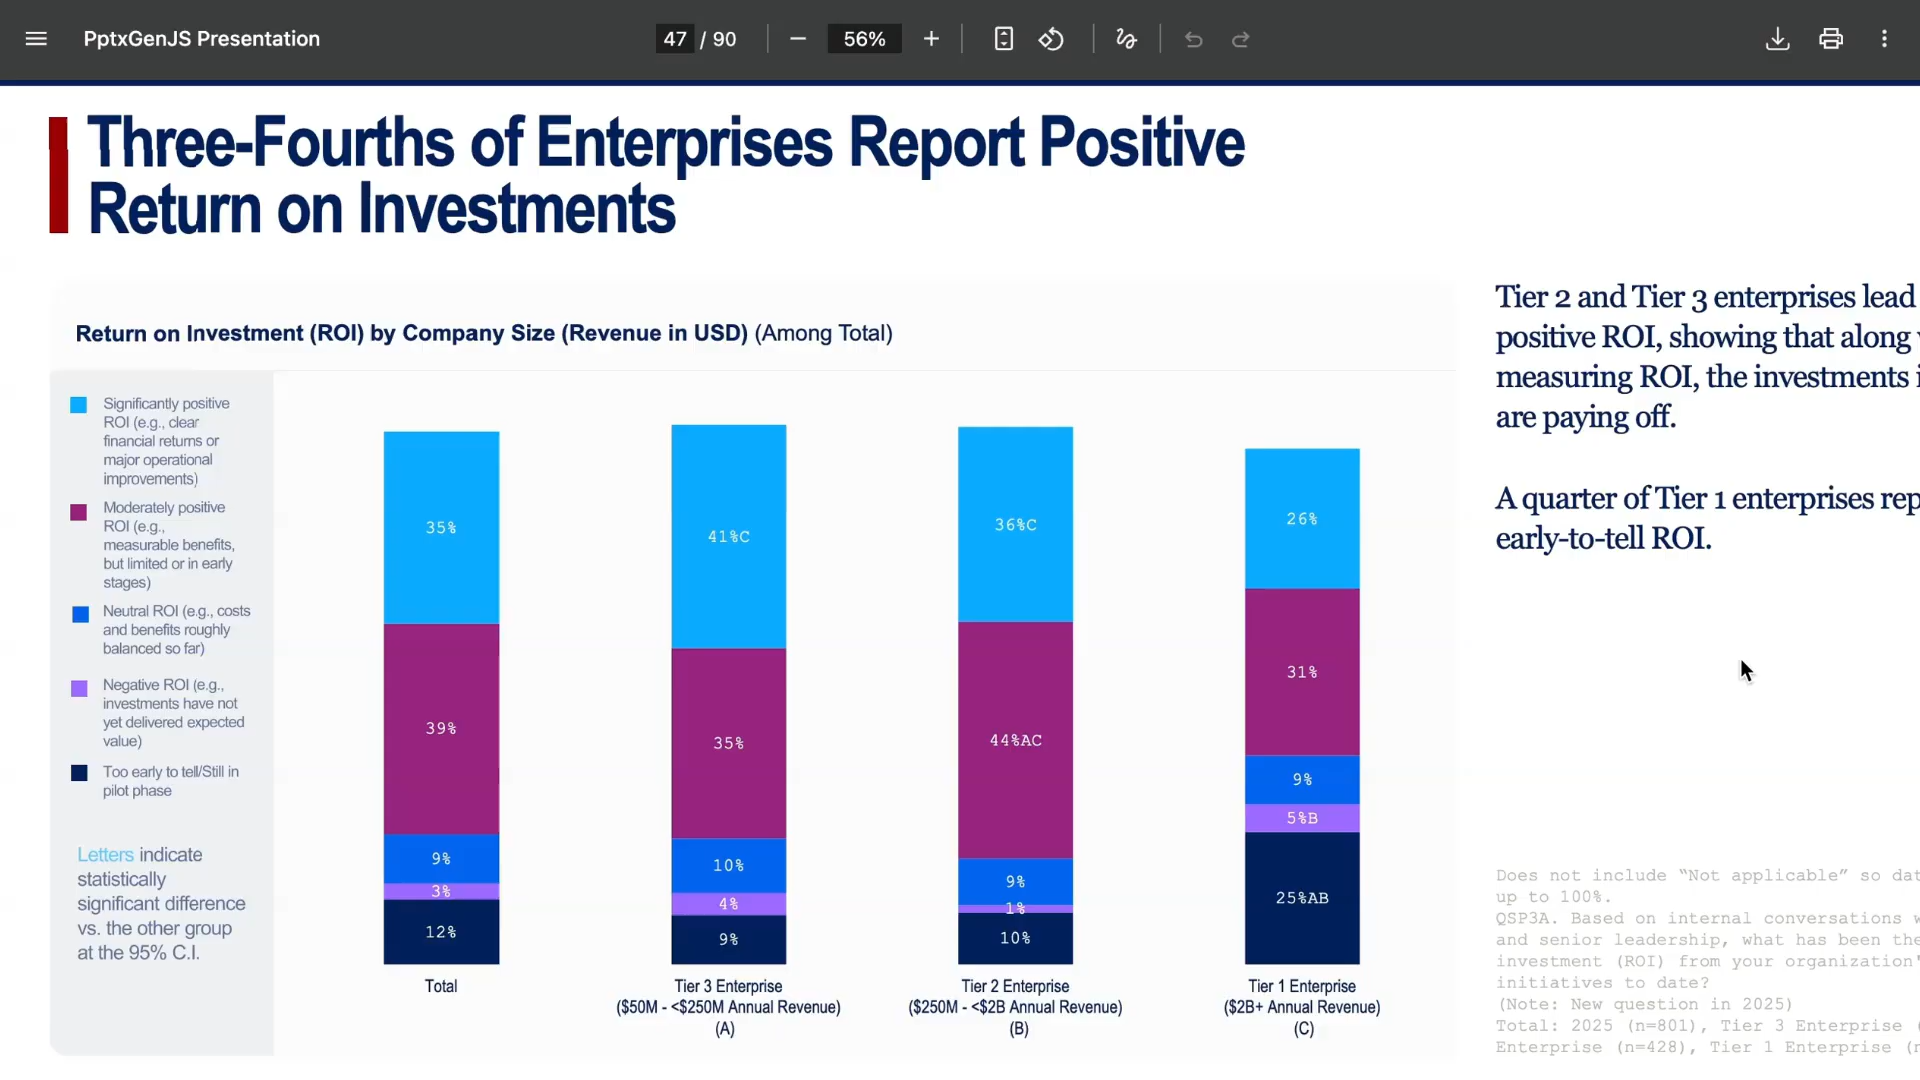 PptxGenJS Presentation
47 / 90
56%
Three-Fourths of Enterprises Report Positive
Return on Investments
Return on Investment (ROI) by Company Size (Revenue in USD) (Among Total)
Significantly positive
ROI (e.g., clear
financial returns or
major operational
improvements)
Moderately positive
ROI (e.g.,
measurable benefits,
but limited or in early
stages)
Neutral ROI (e.g., costs
and benefits roughly
balanced so far)
Negative ROI (e.g.,
investments have not
yet delivered expected
value)
Too early to tell/Still in
pilot phase
Letters indicate
statistically
significant difference
vs. the other group
at the 95% C.I.
35%
39%
9%
3%
12%
Total
41%C
35%
10%
4%
9%
Tier 3 Enterprise
($50M - <$250M Annual Revenue)
(A)
36%C
44%AC
9%
1%
10%
Tier 2 Enterprise
($250M - <$2B Annual Revenue)
(B)
26%
31%
9%
5%B
25%AB
Tier 1 Enterprise
($2B+ Annual Revenue)
(C)
Tier 2 and Tier 3 enterprises lead
positive ROI, showing that along
measuring ROI, the investments
are paying off.
A quarter of Tier 1 enterprises
early-to-tell ROI.
Does not include “Not applicable” so
up to 100%.
QSP3A. Based on internal conversations
and senior leadership, what has been the
investment (ROI) from your organization'
initiatives to date?
(Note: New question in 2025)
Total: 2025 (n=801), Tier 3 Enterprise (
Enterprise (n=428), Tier 1 Enterprise (